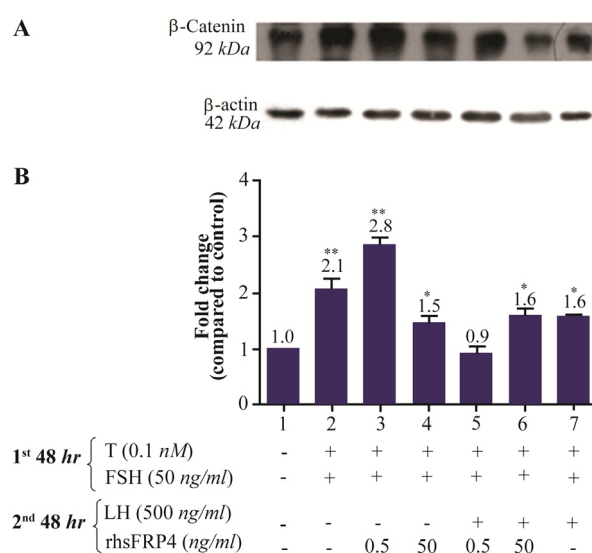 A
β-Catenin
92 kDa
β-actin
42 kDa
B
Fold change
(compared to control)
4
3
2
1
0
1.0
**
2.1
**
2.8
*
1.5
0.9
*
1.6
*
1.6
1 2 3 4 5 6 7
1st 48 hr
T (0.1 nM) - + + + + + +
FSH (50 ng/ml) - + + + + + +
2nd 48 hr
LH (500 ng/ml) - - - - + + +
rhsFRP4 (ng/ml) - - 0.5 50 0.5 50 -